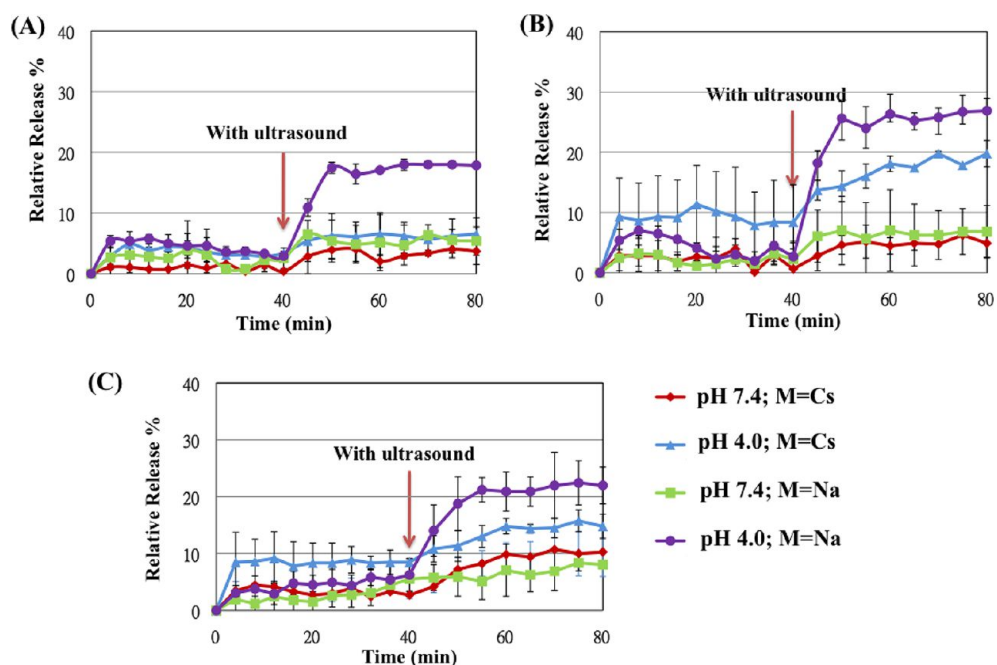 (A)
40
30
20
10
0
Relative Release %
With ultrasound
0 20 40 60 80
Time (min)
(B)
40
30
20
10
0
Relative Release %
With ultrasound
0 20 40 60 80
Time (min)
(C)
40
30
20
10
0
Relative Release %
With ultrasound
0 20 40 60 80
Time (min)
pH 7.4; M=Cs
pH 4.0; M=Cs
pH 7.4; M=Na
pH 4.0; M=Na